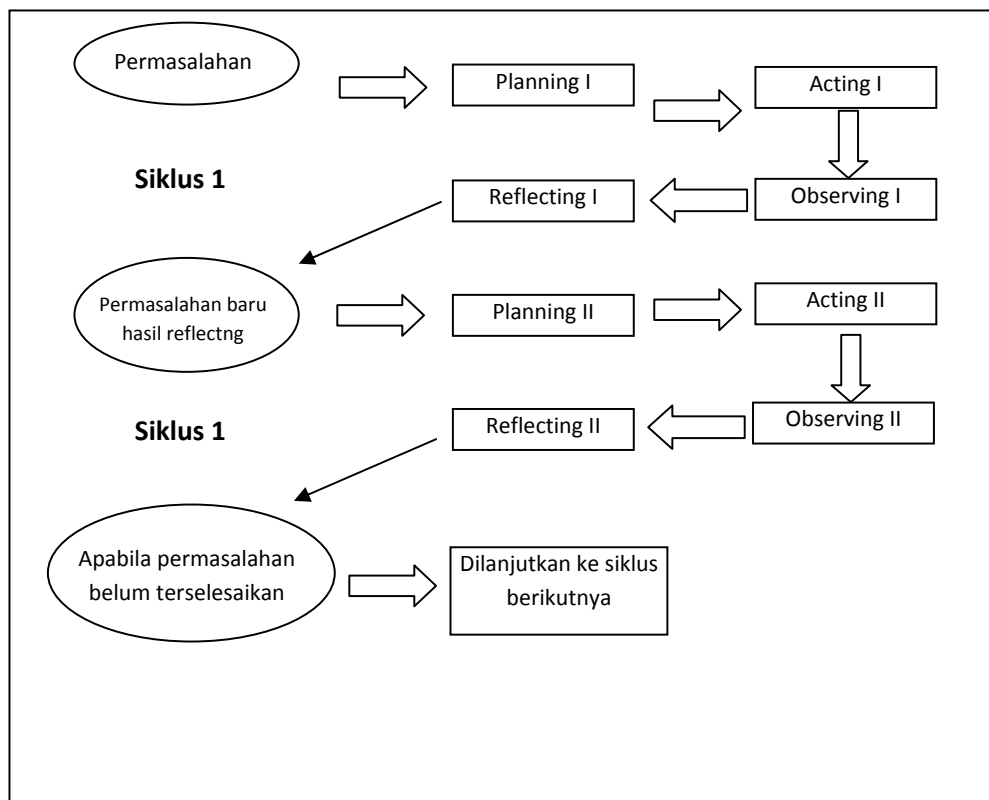 Permasalahan
Planning I
Acting I
Siklus 1
Reflecting I
Observing I
Permasalahan baru
hasil reflectng
Planning II
Acting II
Siklus 1
Reflecting II
Observing II
Apabila permasalahan
belum terselesaikan
Dilanjutkan ke siklus
berikutnya